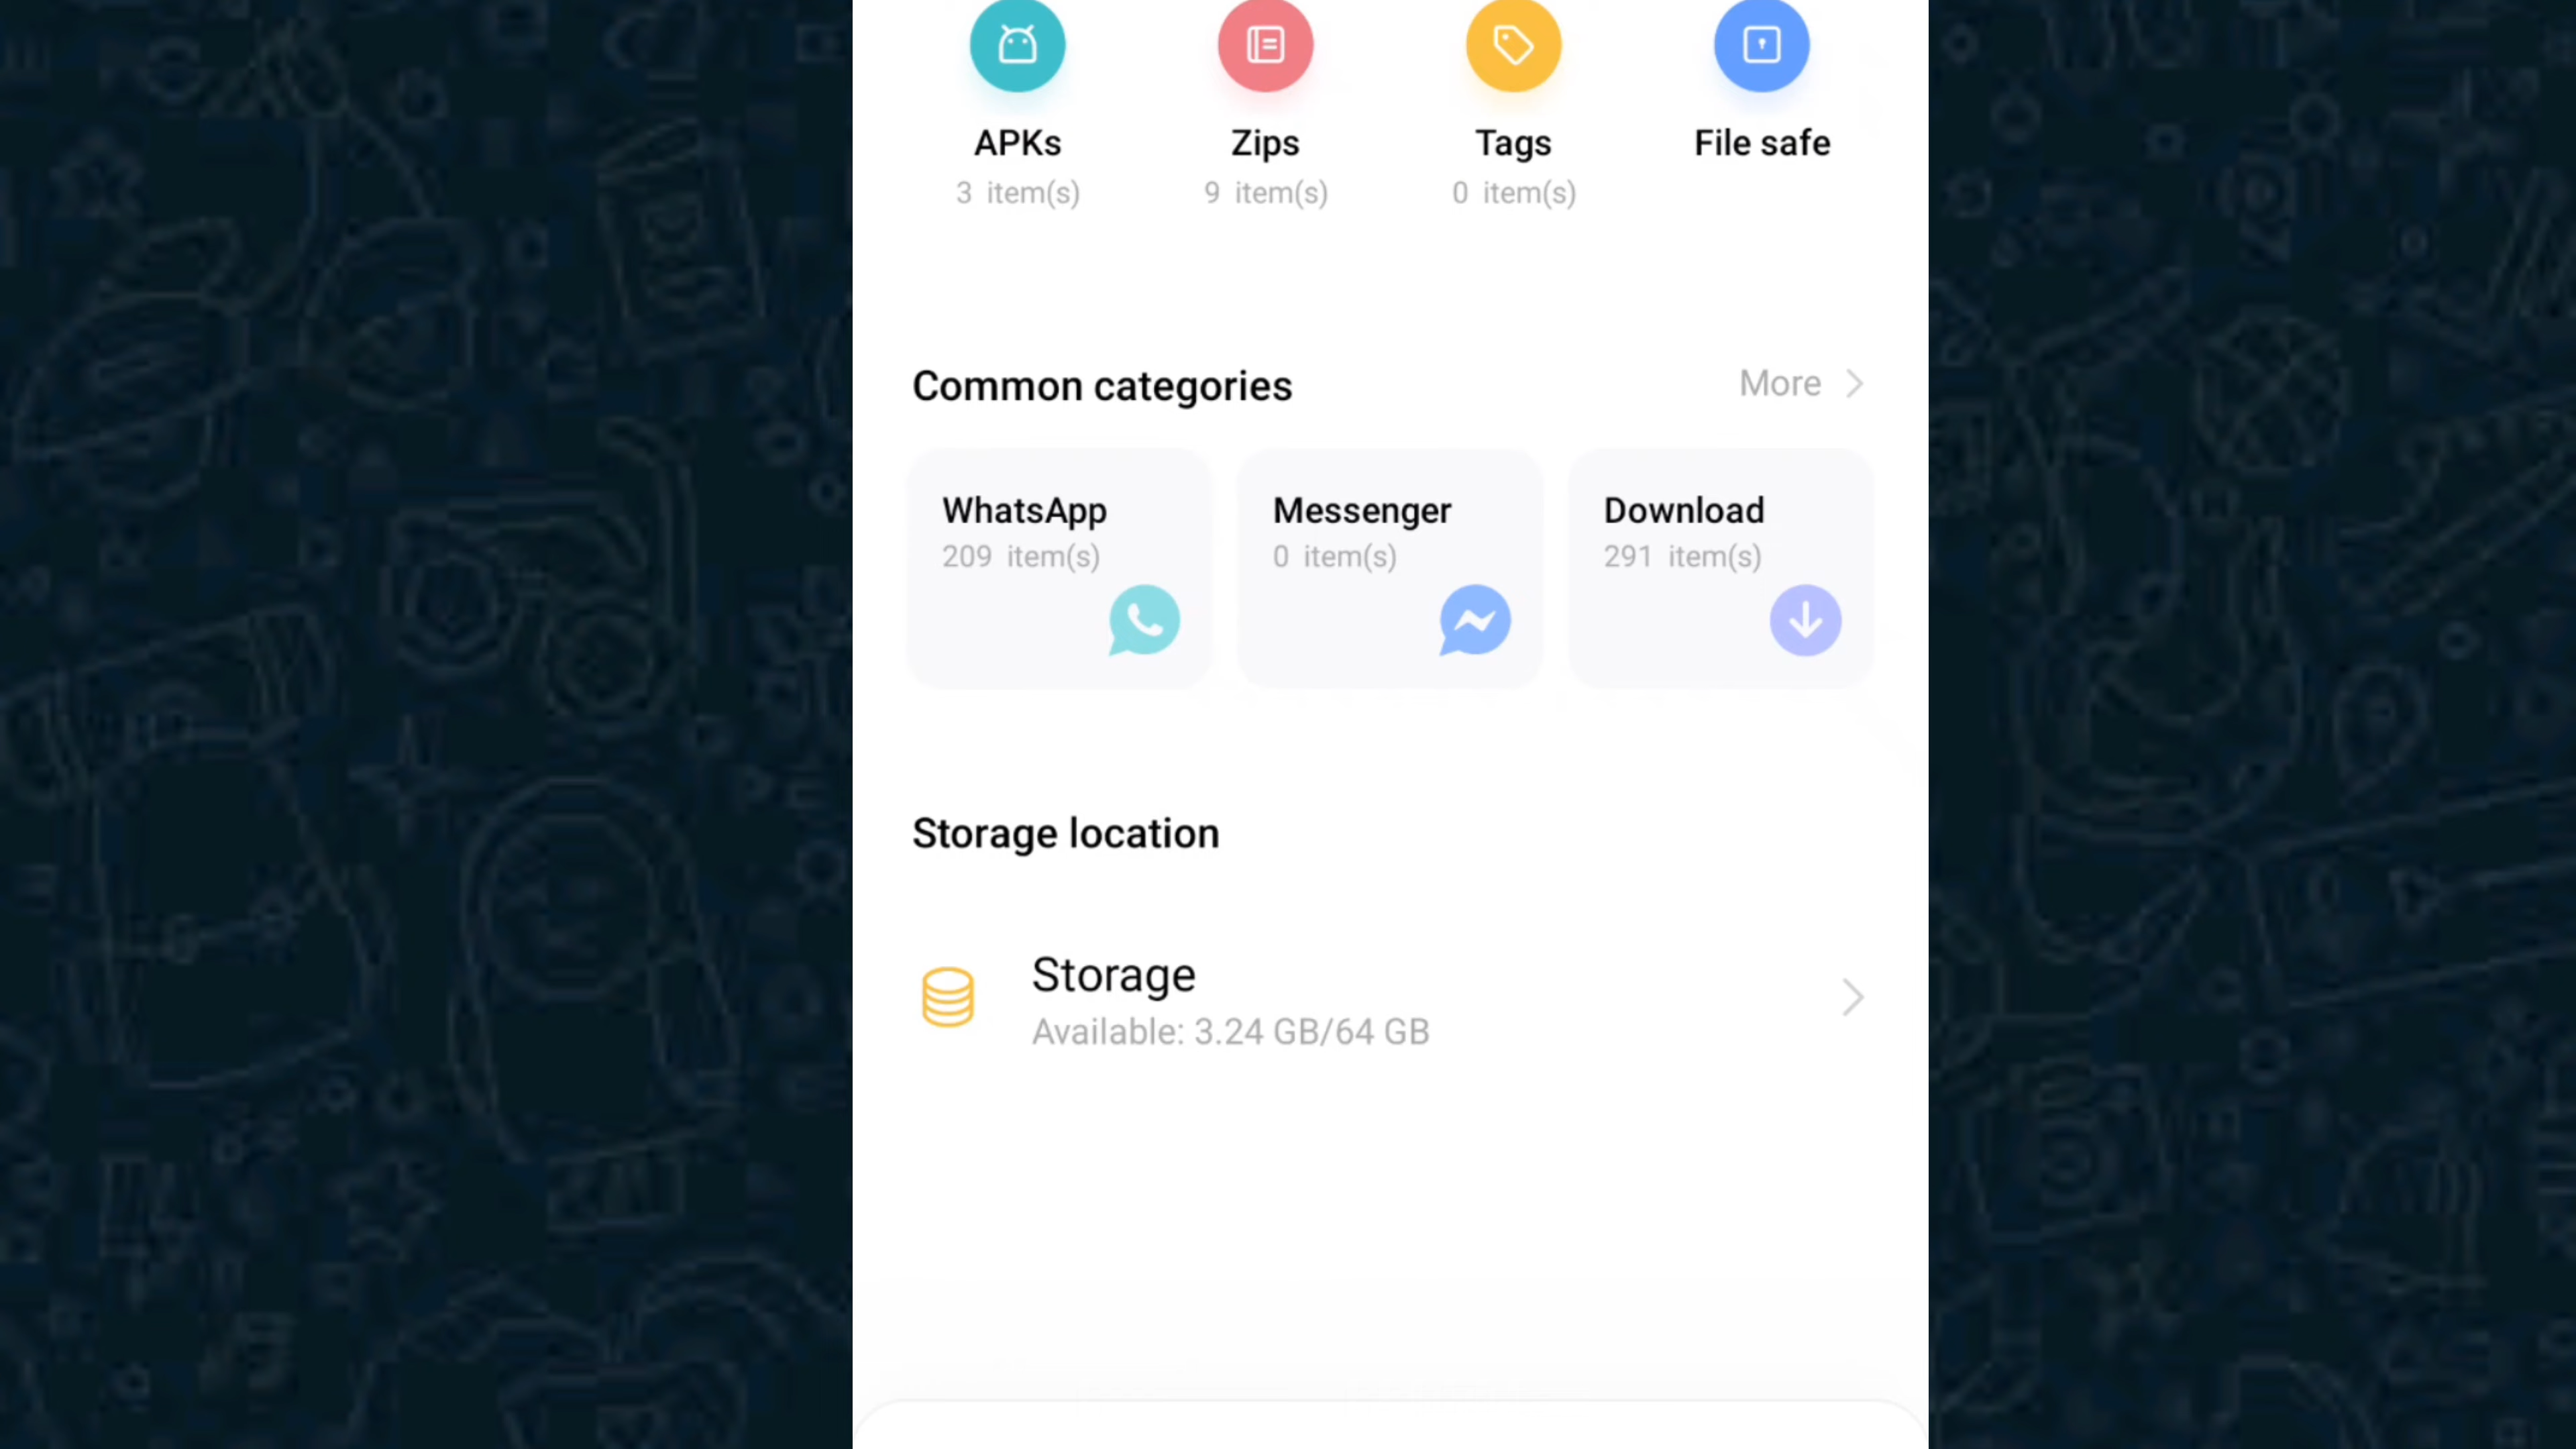 APKs Zips Tags File safe
3 item(s) 9 item(s) 0 item(s)
Common categories More
WhatsApp Messenger Download
209 item(s) 0 item(s) 291 item(s)
Storage location
Storage
Available: 3.24 GB/64 GB